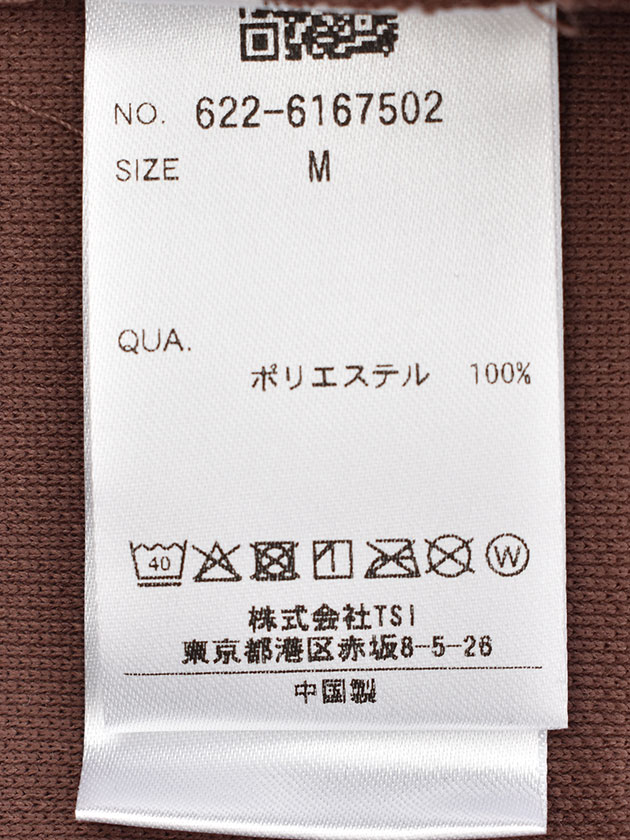 NO. 622-6167502
SIZE M
QUA.
ポリエステル 100%
40 W
株式会社TSI
東京都港区赤坂8-5-26
中国製